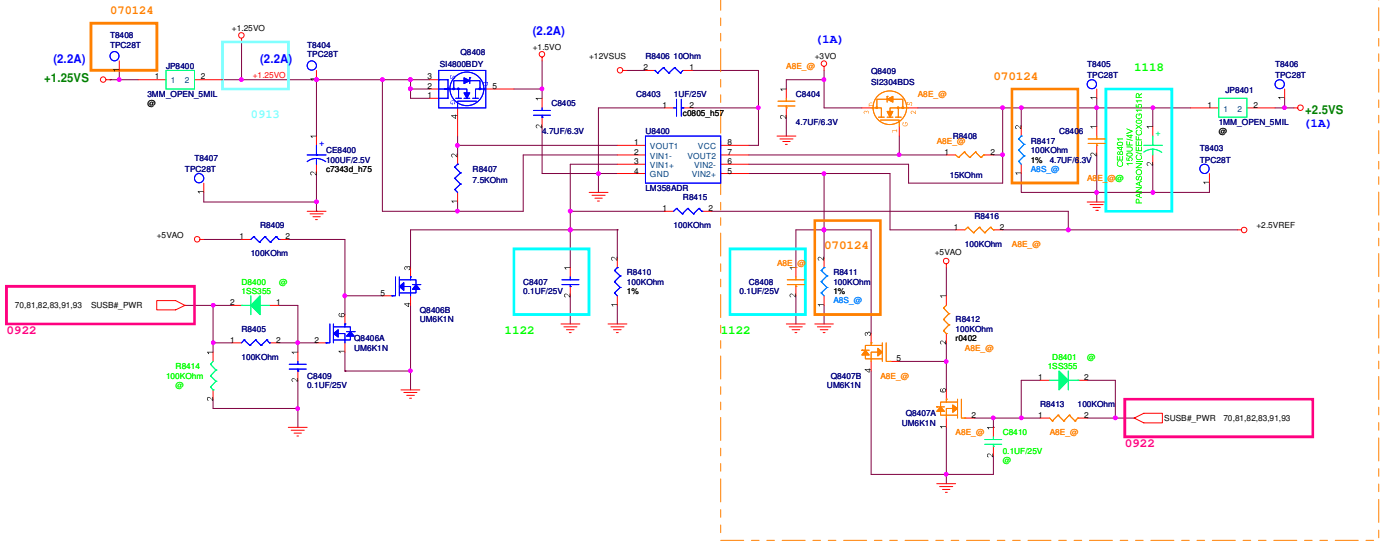 070124
T8408
TPC28T
(2.2A)
+1.25VS
1
JP8400
1 2
2
3MM_OPEN_5MIL
@
+1.25VO
(2.2A)
+1.25VO
0913
T8404
TPC28T
1
CE8400
100UF/2.5V
c7343d_h75
T8407
TPC28T
Q8408
SI4800BDY
(2.2A)
+1.5VO
C8405
4.7UF/6.3V
R8407
7.5KOhm
+12VSUS
R8406 10Ohm
C8403 1UF/25V
c0805_h57
U8400
VOUT1 VCC
VIN1- VOUT2
VIN1+ VIN2-
GND VIN2+
LM358ADR
R8415
100KOhm
(1A)
+3VO
A8E_@
C8404
4.7UF/6.3V
Q8409
SI2304BDS
A8E_@
R8408
15KOhm
A8E_@
070124
R8417
100KOhm
1%
A8S_@
T8405
TPC28T
C8406
4.7UF/6.3V
A8E_@@
1118
CE8401
150UF/4V
T8406
TPC28T
JP8401
1 2
1MM_OPEN_5MIL
@
+2.5VS
(1A)
T8403
TPC28T
R8416
100KOhm
A8E_@
+2.5VREF
+5VAO
R8409
100KOhm
70,81,82,83,91,93 SUSB#_PWR
0922
D8400 @
1SS355
R8405
100KOhm
R8414
100KOhm
@
C8409
0.1UF/25V
Q8406A
UM6K1N
Q8406B
UM6K1N
C8407
0.1UF/25V
1122
R8410
100KOhm
1%
A8E_@
C8408
0.1UF/25V
1122
070124
R8411
100KOhm
1%
A8S_@
+5VAO
R8412
100KOhm
r0402
A8E_@
Q8407B
UM6K1N
A8E_@
Q8407A
UM6K1N
A8E_@
D8401 @
1SS355
R8413 100KOhm
A8E_@
C8410
0.1UF/25V
@
SUSB#_PWR 70,81,82,83,91,93
0922